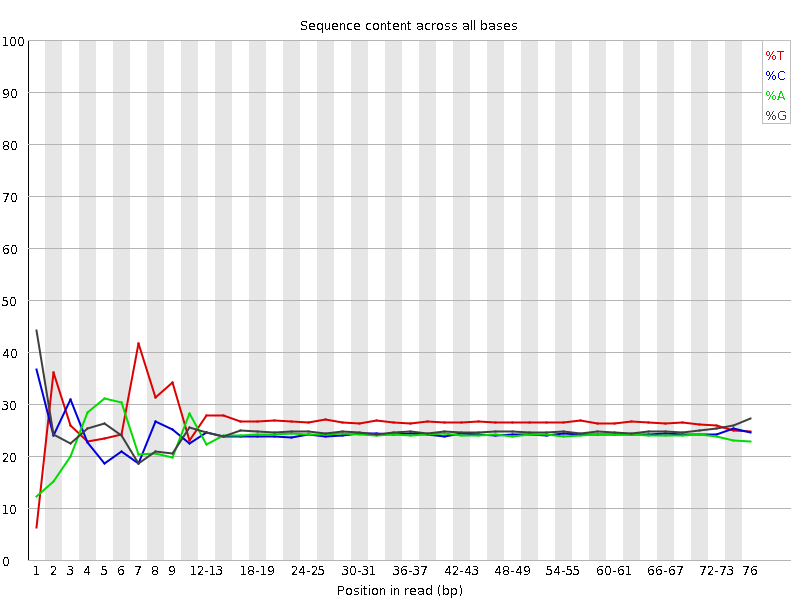 Sequence content across all bases
100
90
80
70
60
50
40
30
20
10
0
%T
%C
%A
%G
1 2 3 4 5 6 7 8 9 12-13 18-19 24-25 30-31 36-37 42-43 48-49 54-55 60-61 66-67 72-73 76
Position in read (bp)